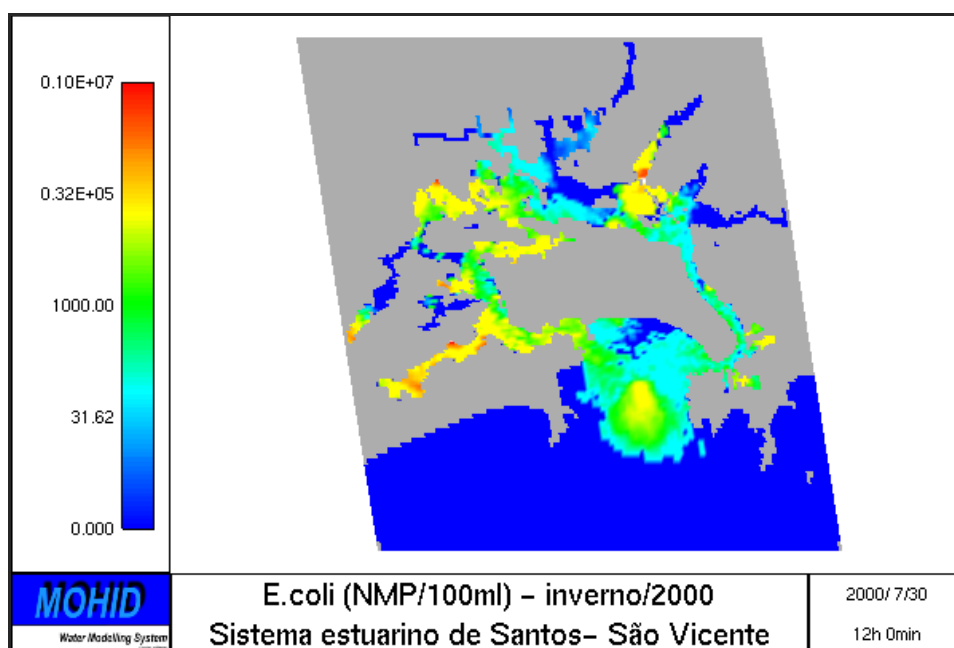 0.10E+07
0.32E+05
1000.00
31.62
0.000
MOHID
Water Modelling System
E.coli (NMP/100ml) – inverno/2000
Sistema estuarino de Santos– São Vicente
2000/ 7/30
12h 0min